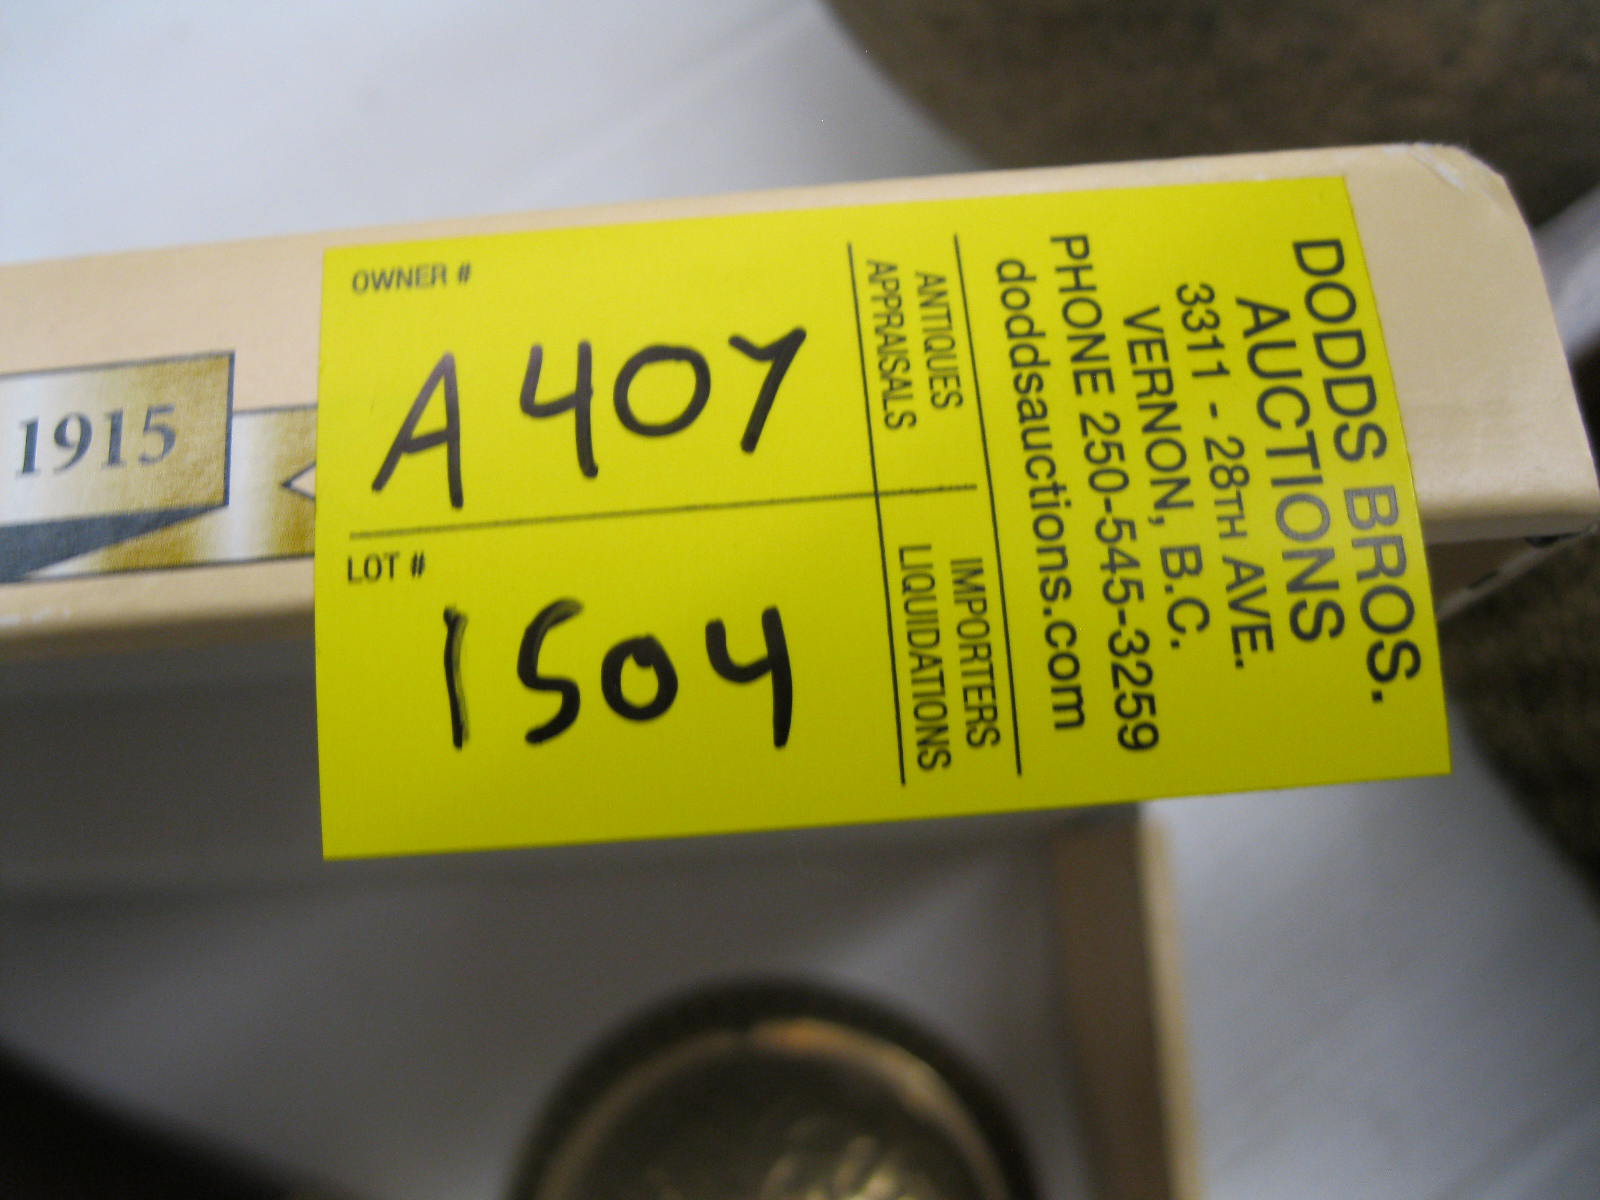 1915
OWNER #
A 407
LOT #
1504
ANTIQUES
APPRAISALS
IMPORTERS
LIQUIDATIONS
DODDS BROS.
AUCTIONS
3311 - 28TH AVE.
VERNON, B.C.
PHONE 250-545-3259
doddsauctions.com